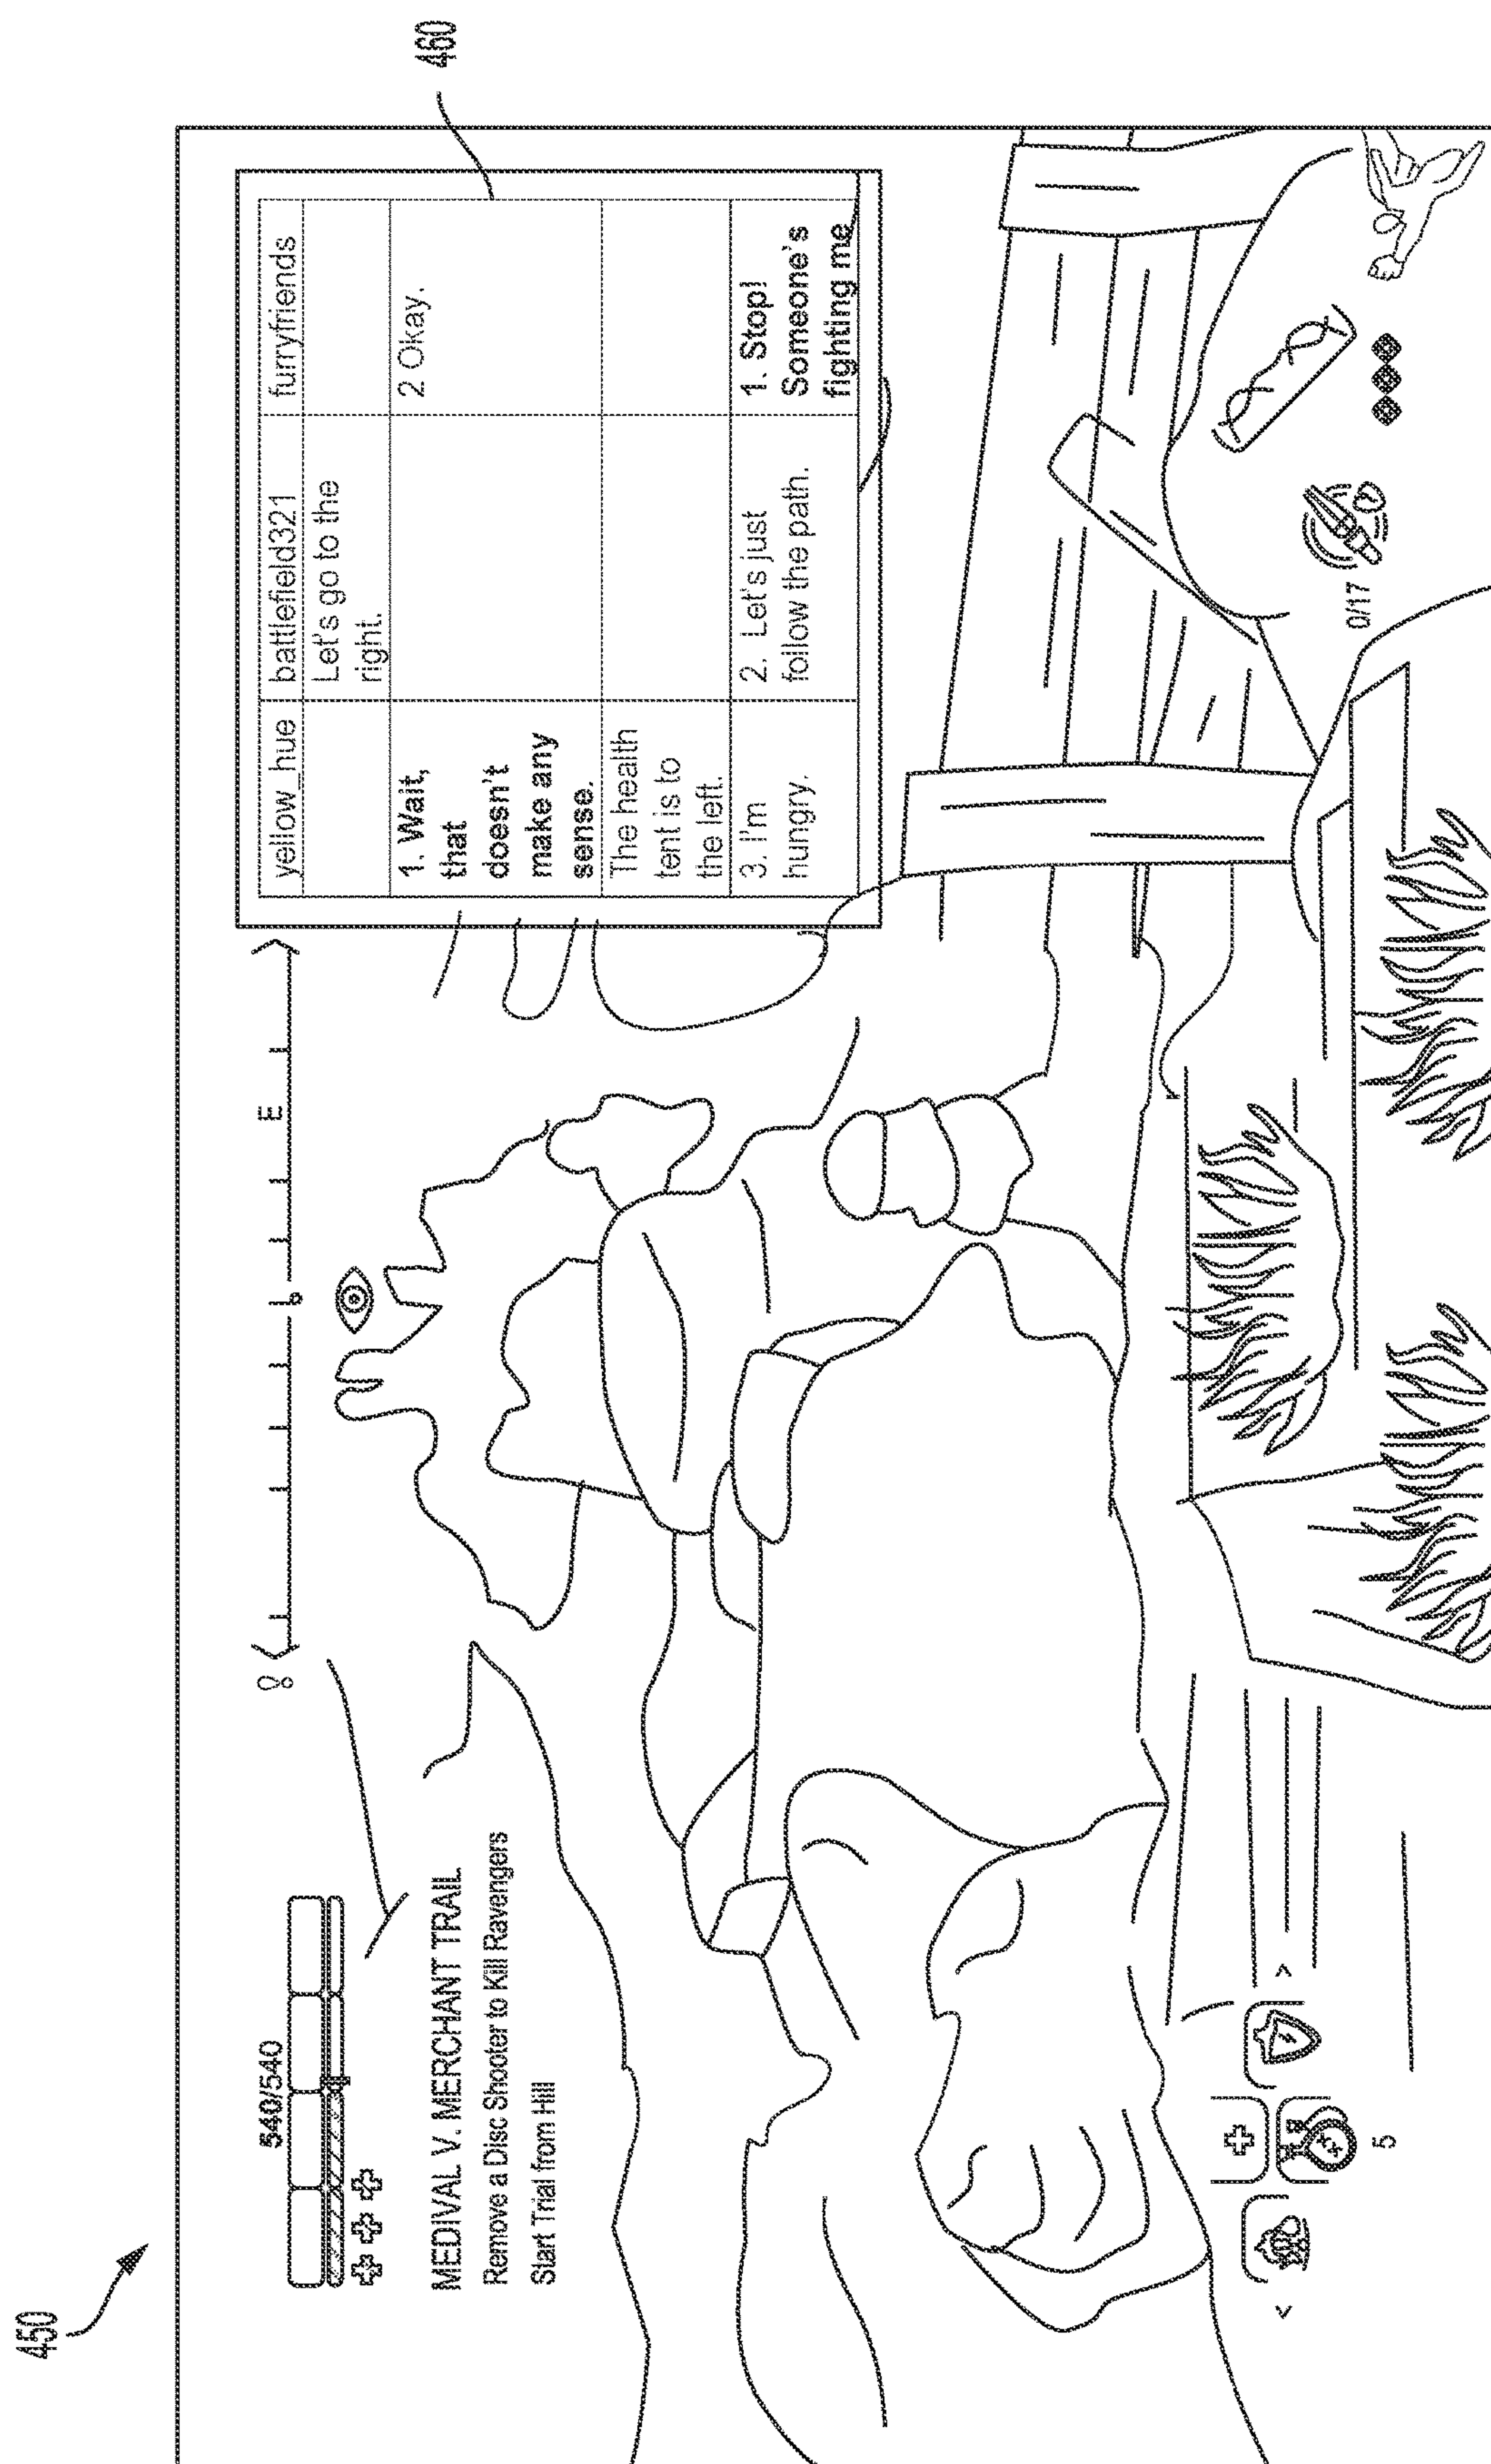 450
460
540/540
MEDIVAL V. MERCHANT TRAIL
Remove a Disc Shooter to Kill Ravengers
Start Trial from Hill
8
E
yellow_hue battlefield321 furryfriends
Let's go to the
right.
1. Wait,
that
doesn't
make any
sense.
2 Okay.
The health
tent is to
the left.
3. I'm
hungry.
2. Let's just
follow the path.
1. Stop!
Someone's
fighting me
5
0/17